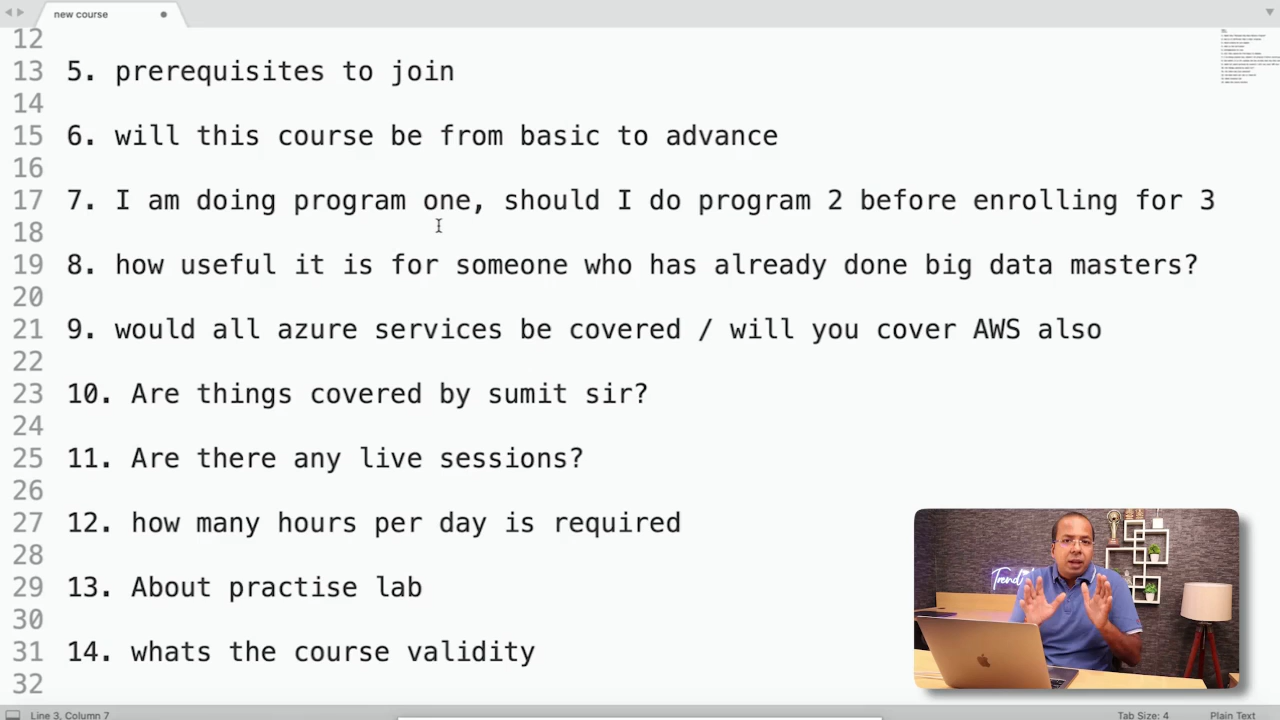 new course
12
13 5. prerequisites to join
14
15 6. will this course be from basic to advance
16
17 7. I am doing program one, should I do program 2 before enrolling for 3
18
19 8. how useful it is for someone who has already done big data masters?
20
21 9. would all azure services be covered / will you cover AWS also
22
23 10. Are things covered by sumit sir?
24
25 11. Are there any live sessions?
26
27 12. how many hours per day is required
28
29 13. About practise lab
30
31 14. whats the course validity
32
Line 3, Column 7
Tab Size: 4
Plain Text